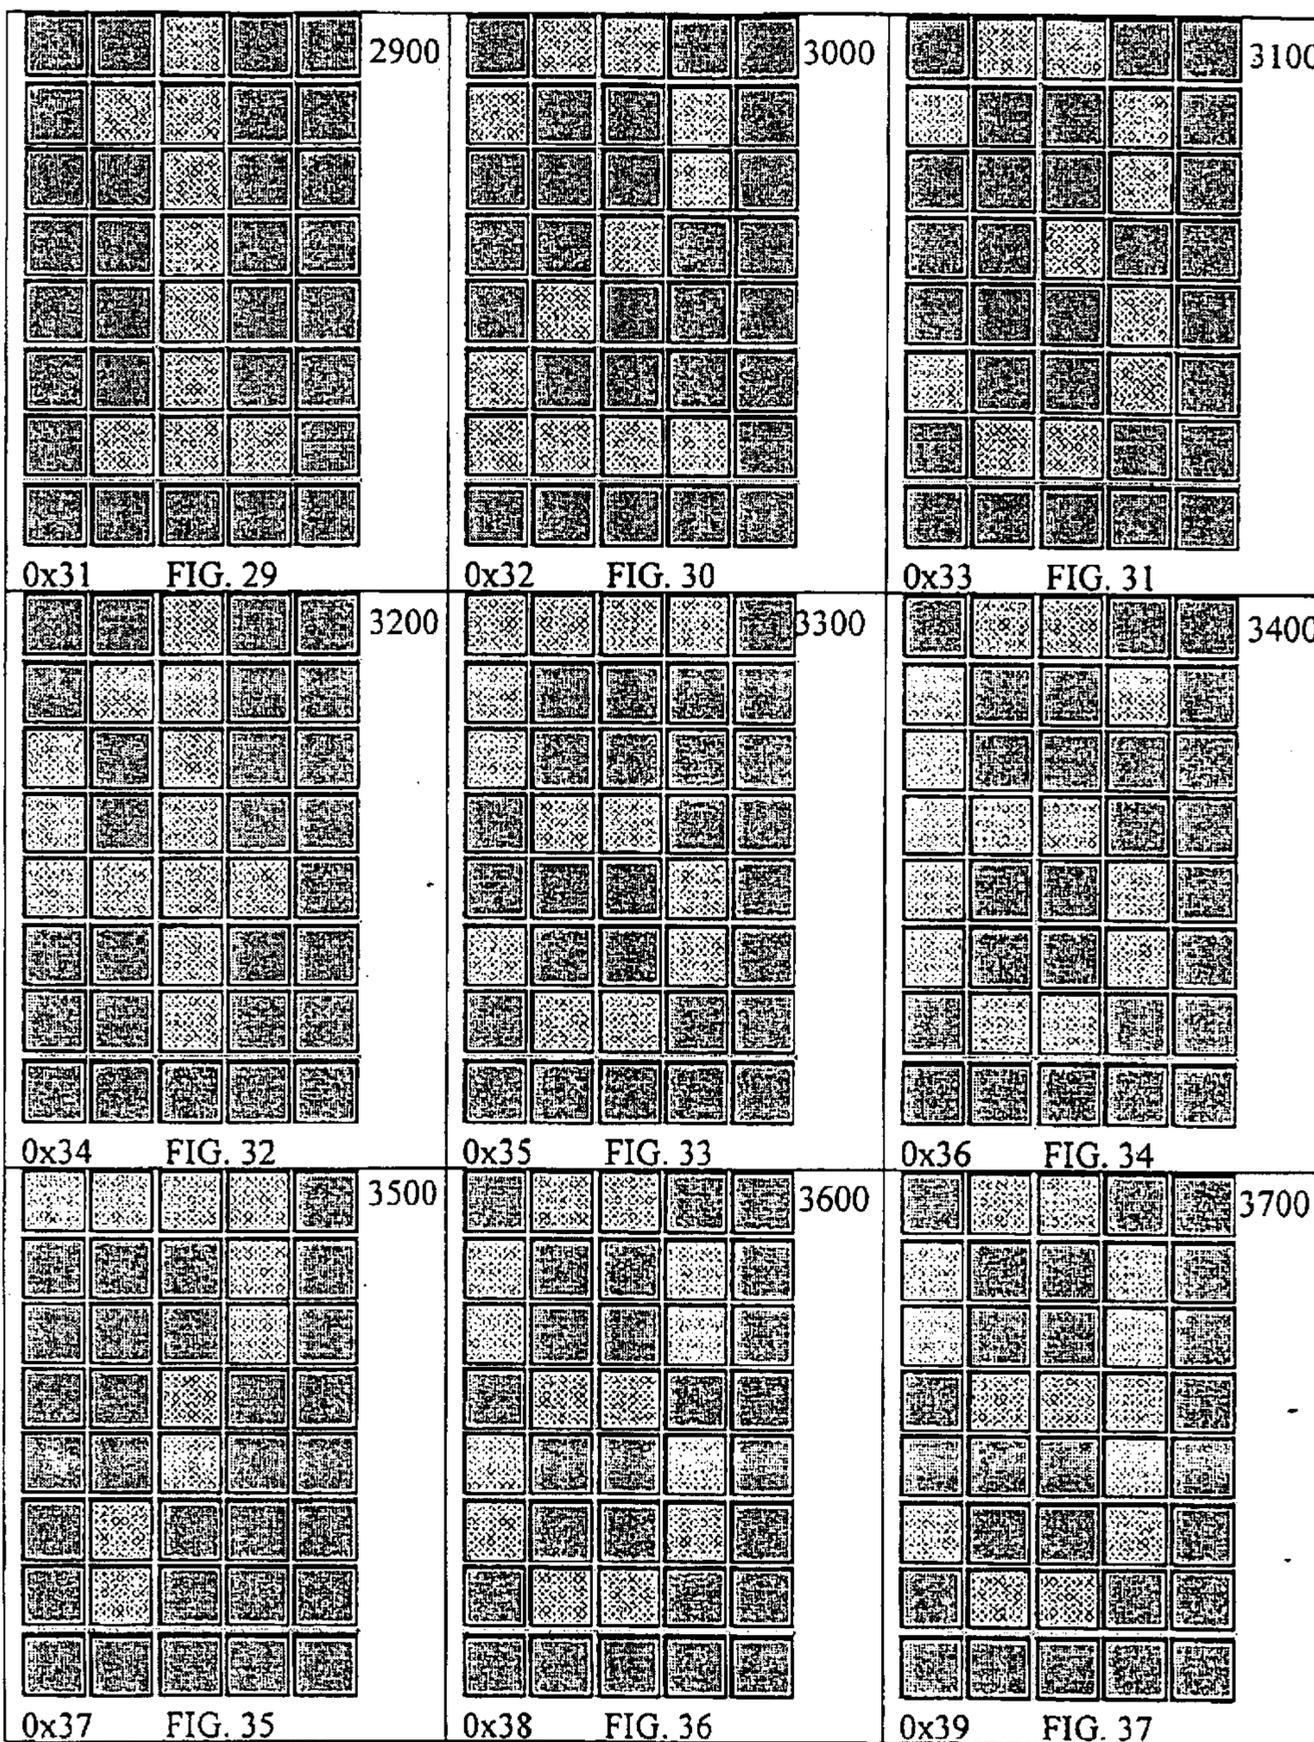 2900
3000
3100
0x31 FIG. 29
0x32 FIG. 30
0x33 FIG. 31
3200
3300
3400
0x34 FIG. 32
0x35 FIG. 33
0x36 FIG. 34
3500
3600
3700
0x37 FIG. 35
0x38 FIG. 36
0x39 FIG. 37